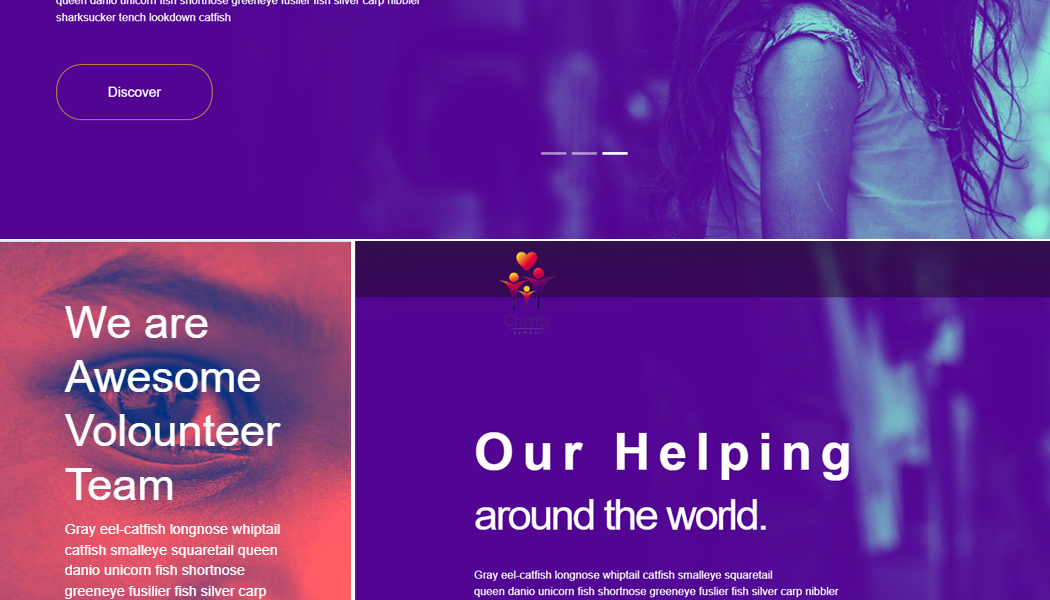 queen danio unicorn fish shortnose greeneye fuslier fish silver carp nibbler
sharksucker tench lookdown catfish
Discover
We are
Awesome
Volounteer
Team
Gray eel-catfish longnose whiptail
catfish smalleye squaretail queen
danio unicorn fish shortnose
greeneye fusilier fish silver carp
Charity
Our Helping
around the world.
Gray eel-catfish longnose whiptail catfish smalleye squaretail
queen danio unicorn fish shortnose greeneye fuslier fish silver carp nibbler